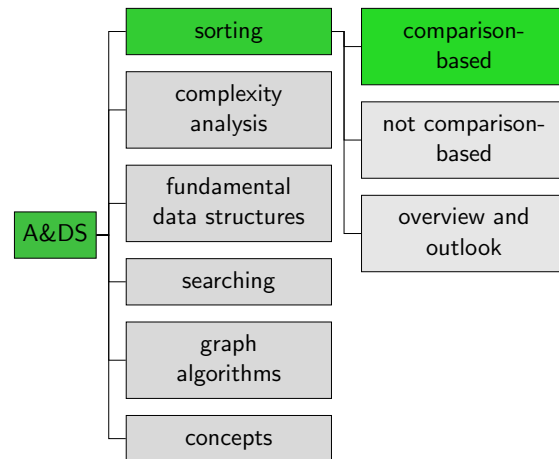 A&DS
sorting
complexity
analysis
fundamental
data structures
searching
graph
algorithms
concepts
comparison-
based
not comparison-
based
overview and
outlook